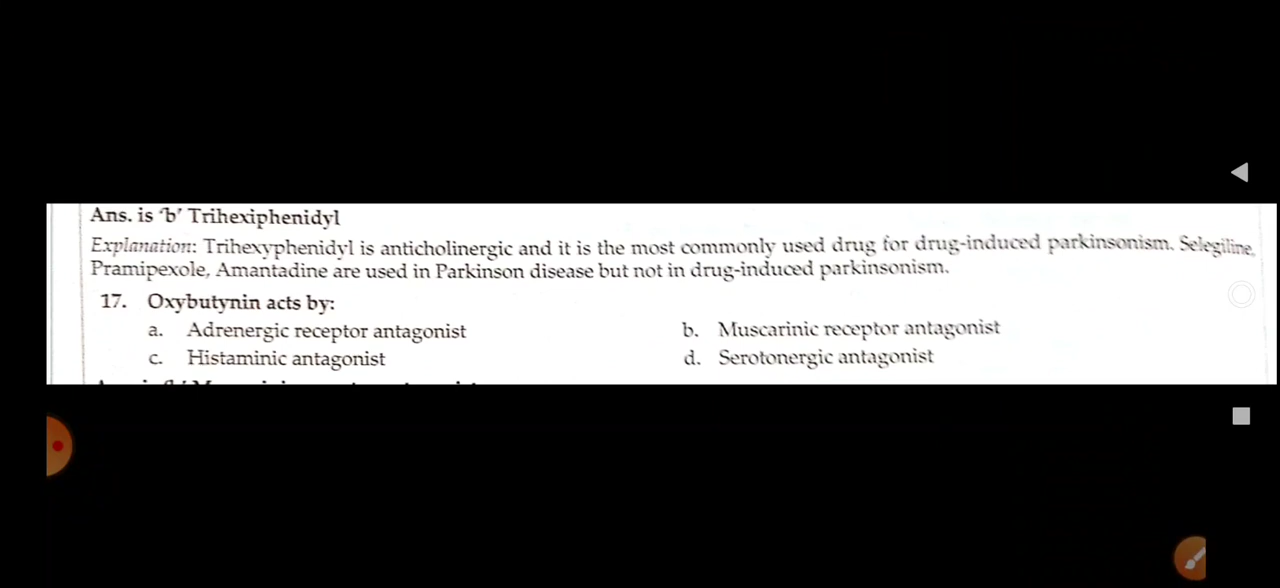 Ans. is 'b' Trihexiphenidyl
Explanation: Trihexyphenidyl is anticholinergic and it is the most commonly used drug for drug-induced parkinsonism. Selegiline,
Pramipexole, Amantadine are used in Parkinson disease but not in drug-induced parkinsonism.
17. Oxybutynin acts by:
a. Adrenergic receptor antagonist b. Muscarinic receptor antagonist
c. Histaminic antagonist d. Serotonergic antagonist